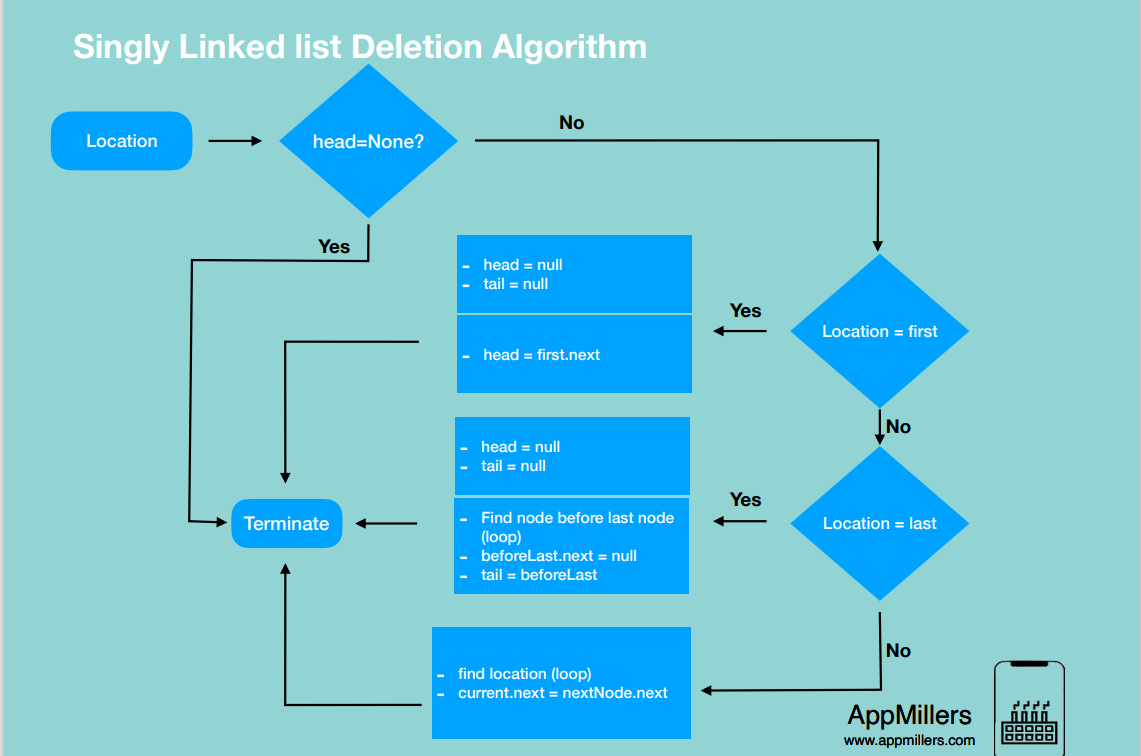 Singly Linked list Deletion Algorithm
Location
head=None?
No
Yes
- head = null
- tail = null
- head = first.next
Yes
Location = first
No
- head = null
- tail = null
- Find node before last node
(loop)
- beforeLast.next = null
- tail = beforeLast
Yes
Location = last
Terminate
No
- find location (loop)
- current.next = nextNode.next
AppMillers
www.appmillers.com